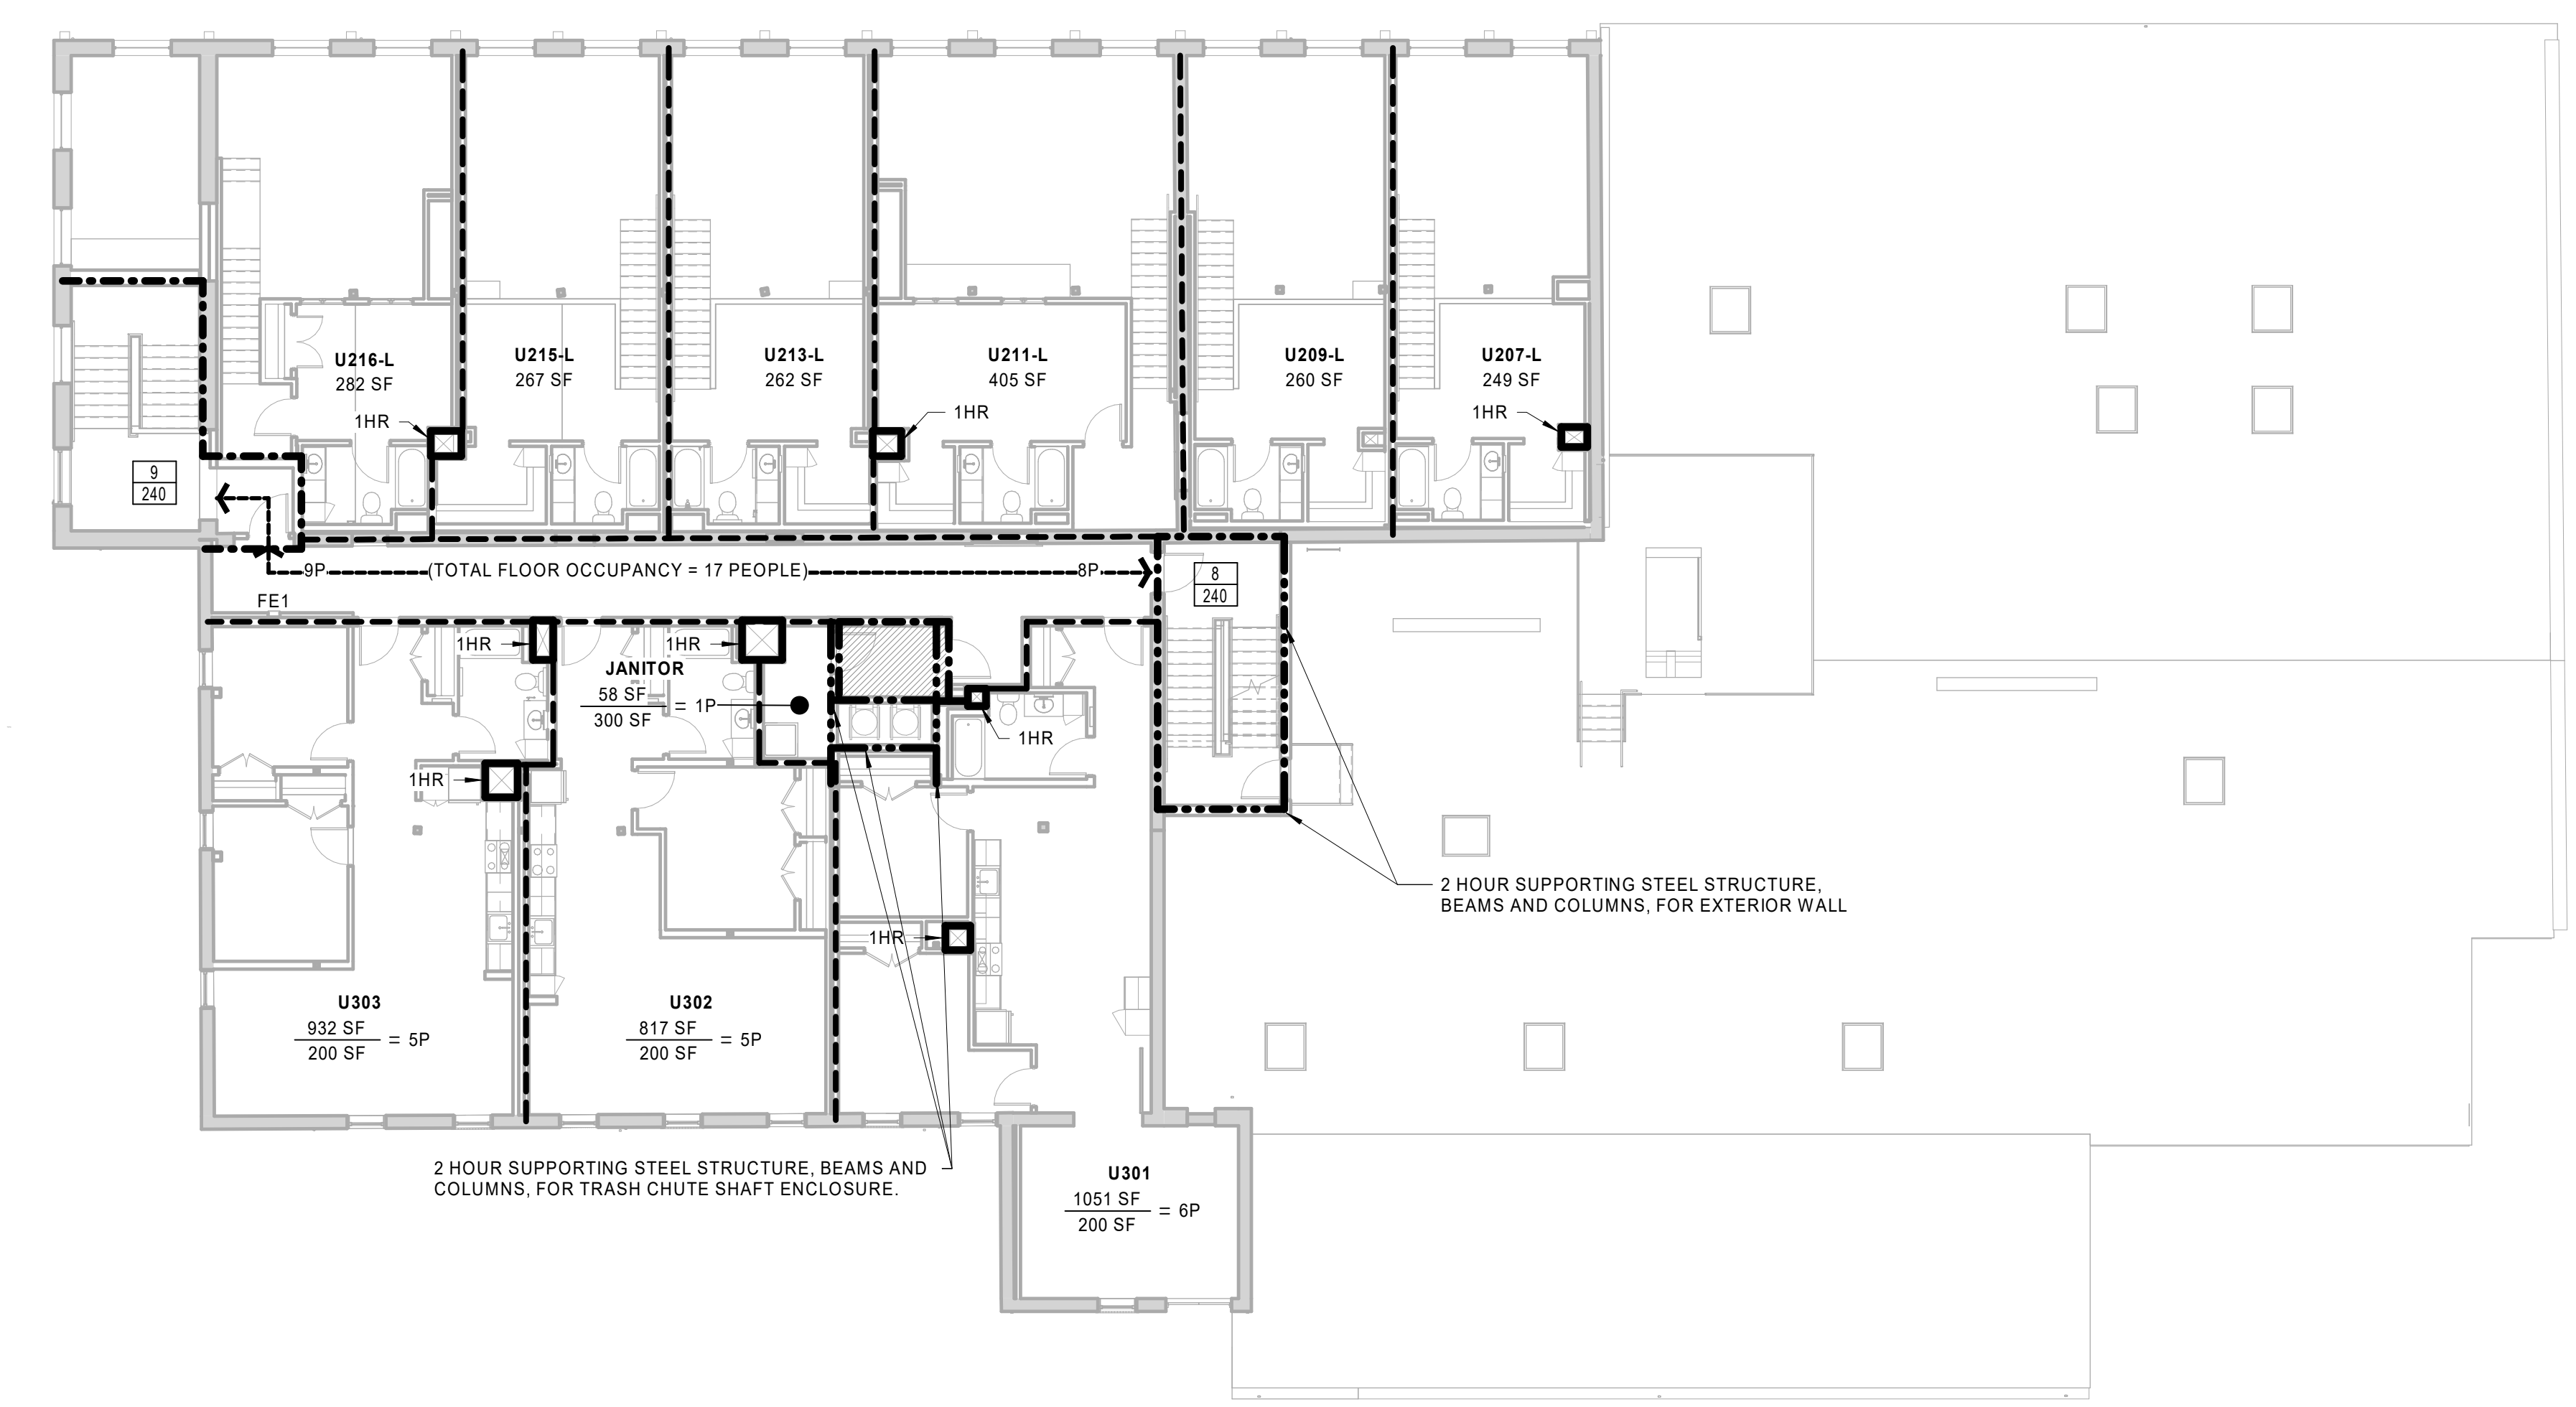 U216-L
282 SF
1HR
U215-L
267 SF
U213-L
262 SF
U211-L
405 SF
1HR
U209-L
260 SF
U207-L
249 SF
1HR
9
240
9P
(TOTAL FLOOR OCCUPANCY = 17 PEOPLE)
8P
8
240
FE1
1HR
1HR
JANITOR
58 SF
300 SF
= 1P
1HR
1HR
1HR
2 HOUR SUPPORTING STEEL STRUCTURE,
BEAMS AND COLUMNS, FOR EXTERIOR WALL
U303
932 SF
200 SF
= 5P
U302
817 SF
200 SF
= 5P
2 HOUR SUPPORTING STEEL STRUCTURE, BEAMS AND
COLUMNS, FOR TRASH CHUTE SHAFT ENCLOSURE.
U301
1051 SF
200 SF
= 6P